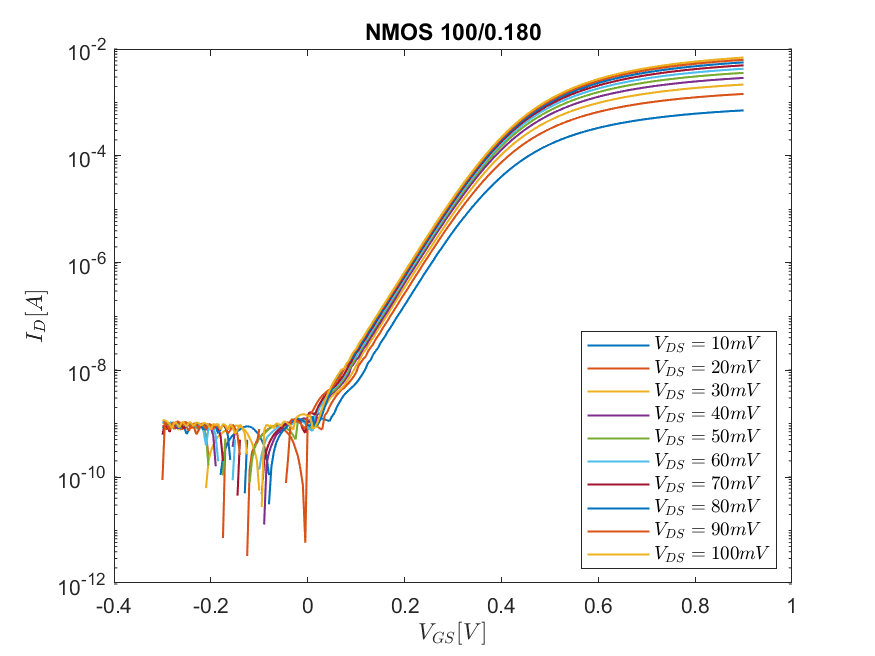 NMOS 100/0.180
10^-2
10^-4
10^-6
10^-8
10^-10
10^-12
I_D[A]
V_DS = 10mV
V_DS = 20mV
V_DS = 30mV
V_DS = 40mV
V_DS = 50mV
V_DS = 60mV
V_DS = 70mV
V_DS = 80mV
V_DS = 90mV
V_DS = 100mV
-0.4 -0.2 0 0.2 0.4 0.6 0.8 1
V_GS[V]